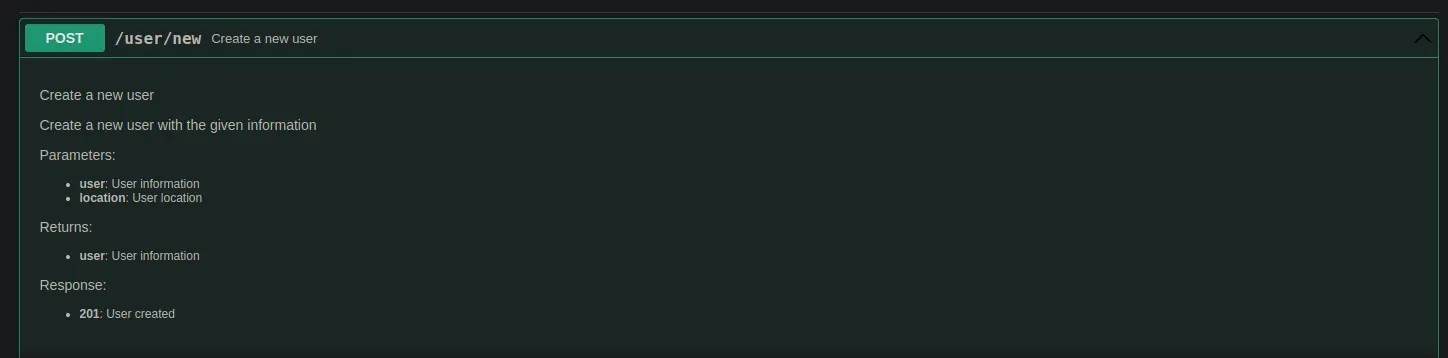 POST /user/new Create a new user
Create a new user
Create a new user with the given information
Parameters:
user: User information
location: User location
Returns:
user: User information
Response:
201: User created